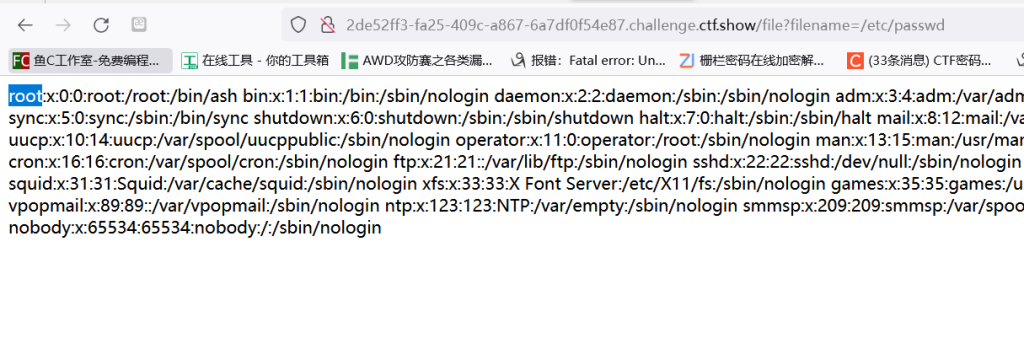 2de52ff3-fa25-409c-a867-6a7df0f54e87.challenge.ctf.show/file?filename=/etc/passwd
鱼C工作室-免费编程... 在线工具 - 你的工具箱 AWD攻防赛之各类漏... 报错：Fatal error: Un... 栅栏密码在线加密解... (33条消息) CTF密码...
root:x:0:0:root:/root:/bin/ash bin:x:1:1:bin:/bin:/sbin/nologin daemon:x:2:2:daemon:/sbin:/sbin/nologin adm:x:3:4:adm:/var/adm
sync:x:5:0:sync:/sbin:/bin/sync shutdown:x:6:0:shutdown:/sbin:/sbin/shutdown halt:x:7:0:halt:/sbin:/sbin/halt mail:x:8:12:mail:/va
uucp:x:10:14:uucp:/var/spool/uucppublic:/sbin/nologin operator:x:11:0:operator:/root:/sbin/nologin man:x:13:15:man:/usr/man
cron:x:16:16:cron:/var/spool/cron:/sbin/nologin ftp:x:21:21::/var/lib/ftp:/sbin/nologin sshd:x:22:22:sshd:/dev/null:/sbin/nologin
squid:x:31:31:Squid:/var/cache/squid:/sbin/nologin xfs:x:33:33:X Font Server:/etc/X11/fs:/sbin/nologin games:x:35:35:games:/u
vpopmail:x:89:89::/var/vpopmail:/sbin/nologin ntp:x:123:123:NTP:/var/empty:/sbin/nologin smmsp:x:209:209:smmsp:/var/spoo
nobody:x:65534:65534:nobody:/:/sbin/nologin